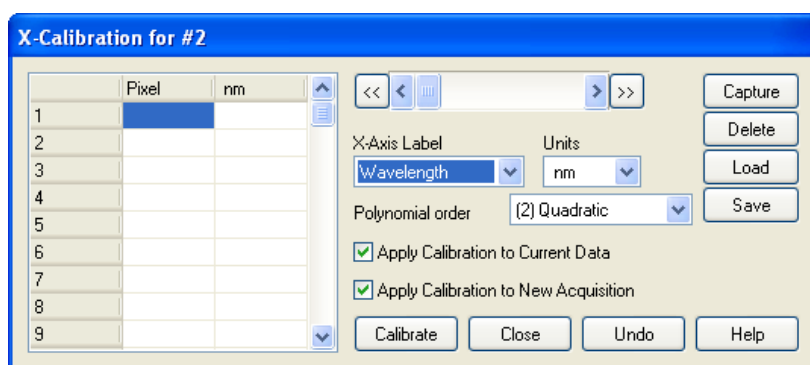 X-Calibration for #2
Pixel nm
1
2
3
4
5
6
7
8
9
<< >>
X-Axis Label Units
Wavelength nm
Polynomial order (2) Quadratic
Apply Calibration to Current Data
Apply Calibration to New Acquisition
Capture
Delete
Load
Save
Calibrate Close Undo Help